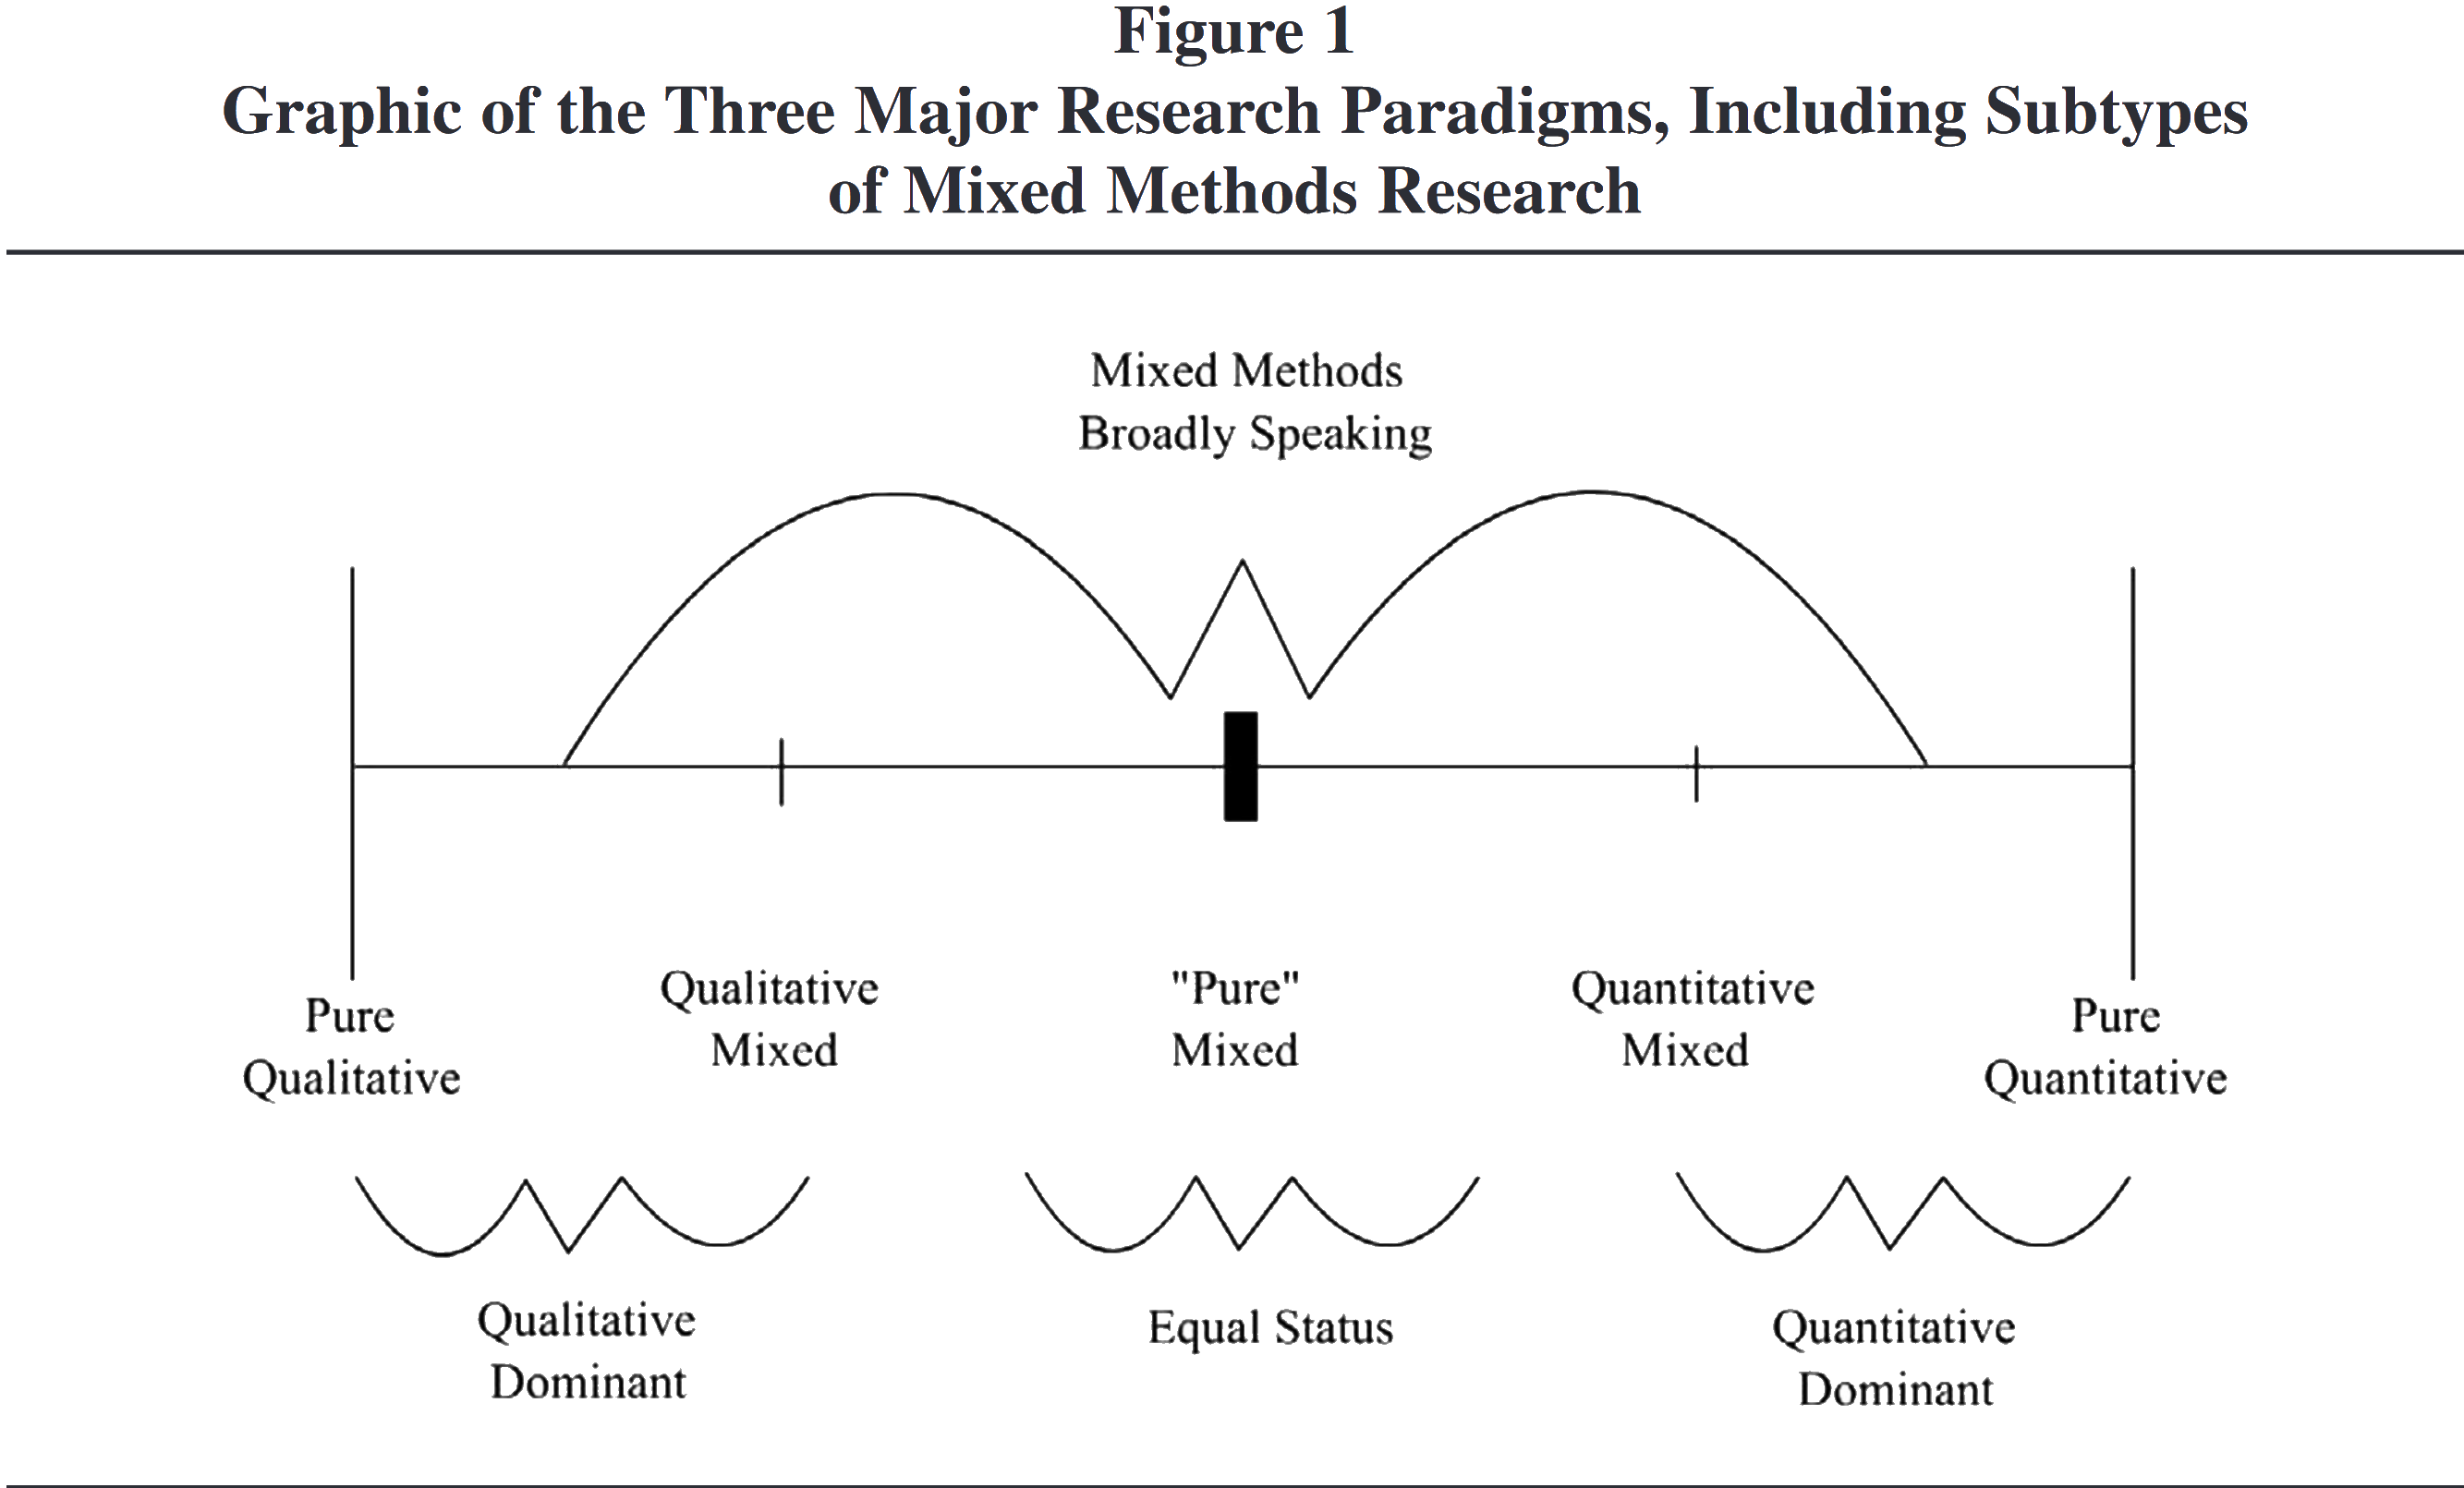 Figure 1
Graphic of the Three Major Research Paradigms, Including Subtypes
of Mixed Methods Research
Mixed Methods
Broadly Speaking
Pure
Qualitative
Qualitative
Mixed
"Pure"
Mixed
Quantitative
Mixed
Pure
Quantitative
Qualitative
Dominant
Equal Status
Quantitative
Dominant